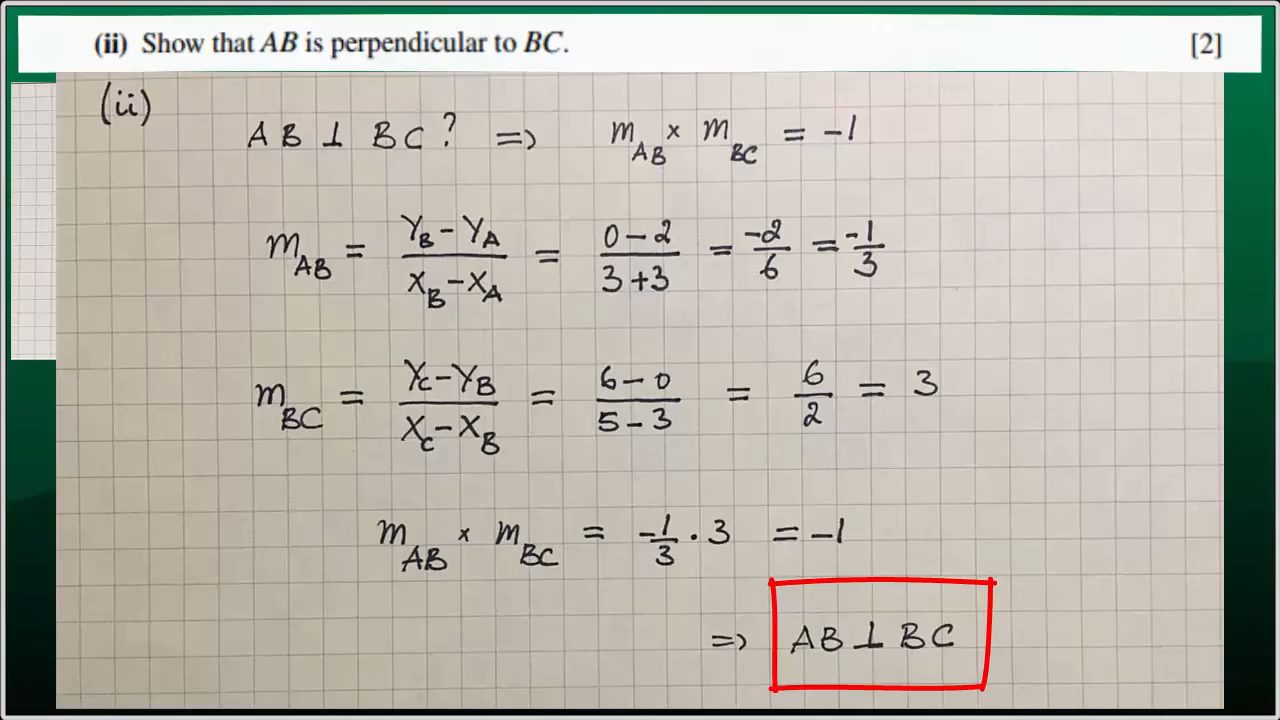 (ii) Show that AB is perpendicular to BC. [2]
(ii)
AB ⊥ BC? => m_AB × m_BC = -1
m_AB = (Y_B - Y_A)/(X_B - X_A) = (0 - 2)/(3 + 3) = -2/6 = -1/3
m_BC = (Y_C - Y_B)/(X_C - X_B) = (6 - 0)/(5 - 3) = 6/2 = 3
m_AB × m_BC = -1/3 · 3 = -1
=> AB ⊥ BC